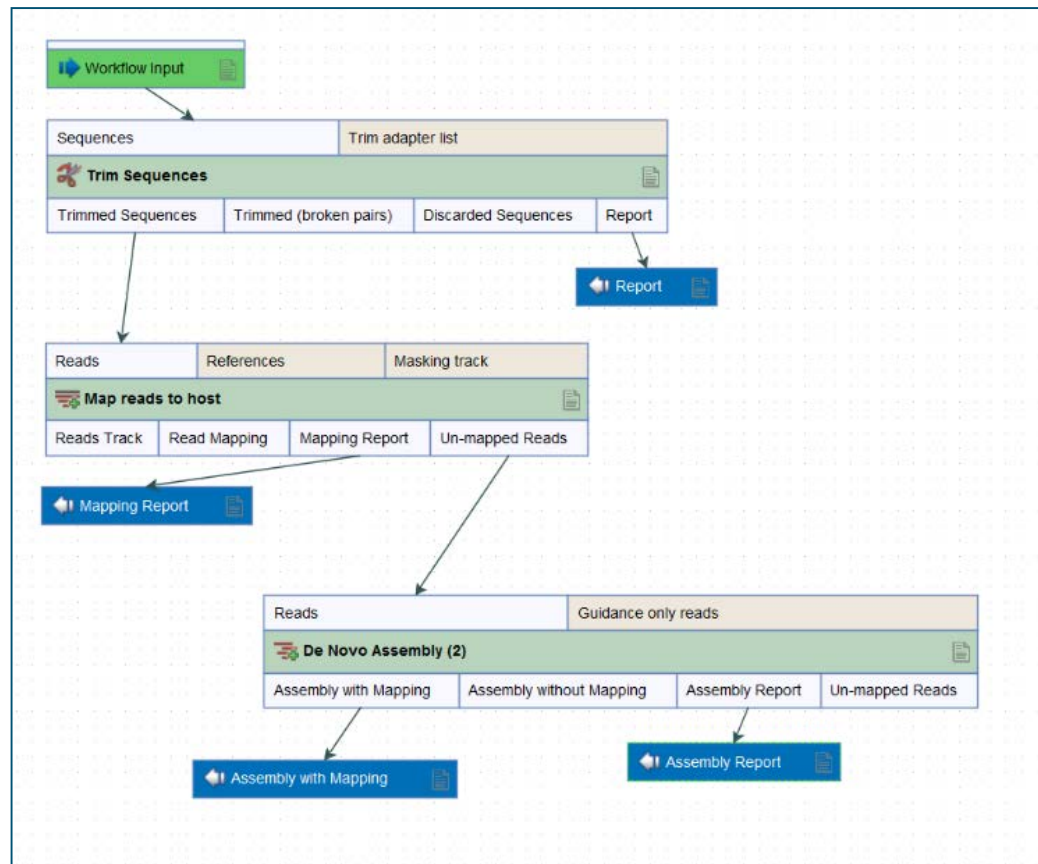 Workflow Input
Sequences Trim adapter list
Trim Sequences
Trimmed Sequences Trimmed (broken pairs) Discarded Sequences Report
Report
Reads References Masking track
Map reads to host
Reads Track Read Mapping Mapping Report Un-mapped Reads
Mapping Report
Reads Guidance only reads
De Novo Assembly (2)
Assembly with Mapping Assembly without Mapping Assembly Report Un-mapped Reads
Assembly Report
Assembly with Mapping